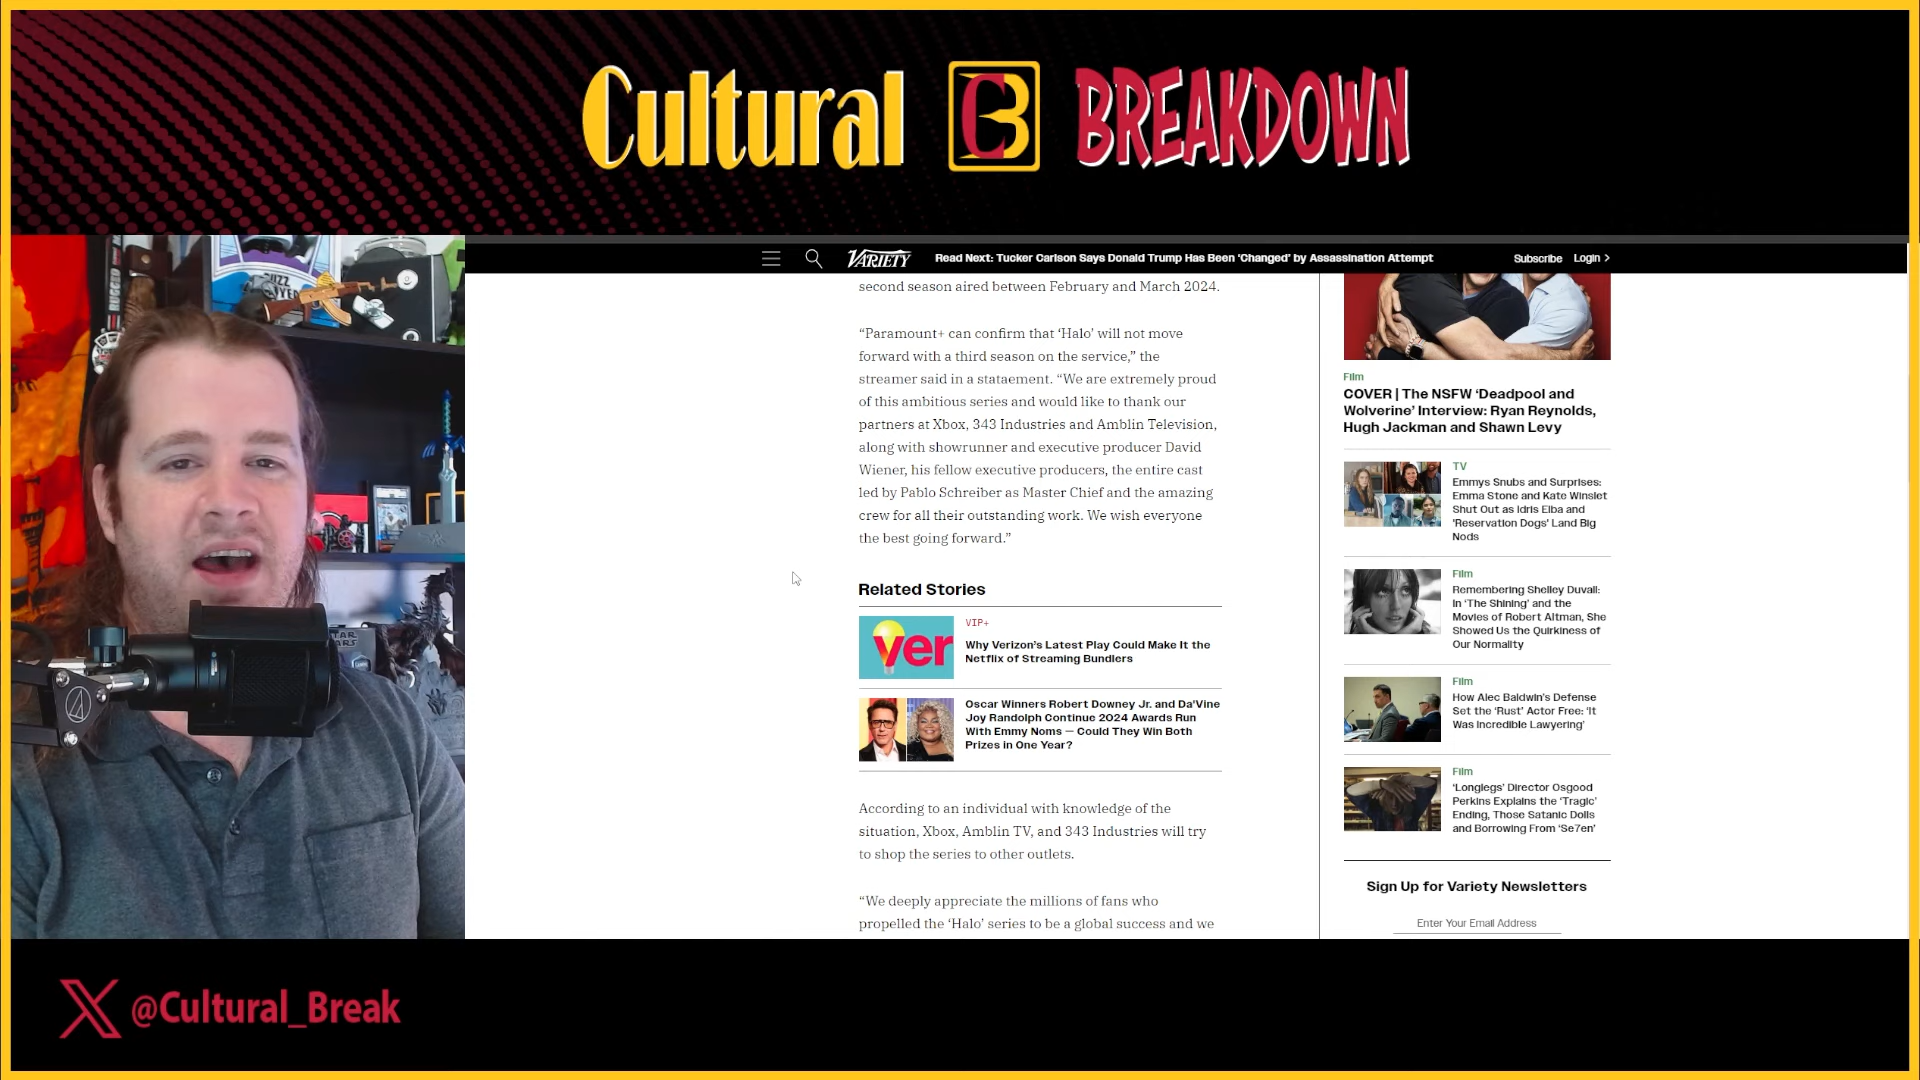 Cultural CB BREAKDOWN
VARIETY
Read Next: Tucker Carlson Says Donald Trump Has Been ‘Changed’ by Assassination Attempt
Subscribe Login
second season aired between February and March 2024.
“Paramount+ can confirm that ‘Halo’ will not move
forward with a third season on the service,” the
streamer said in a stataement. “We are extremely proud
of this ambitious series and would like to thank our
partners at Xbox, 343 Industries and Amblin Television,
along with showrunner and executive producer David
Wiener, his fellow executive producers, the entire cast
led by Pablo Schreiber as Master Chief and the amazing
crew for all their outstanding work. We wish everyone
the best going forward.”
Related Stories
ver
VIP+
Why Verizon’s Latest Play Could Make It the
Netflix of Streaming Bundlers
Oscar Winners Robert Downey Jr. and Da’Vine
Joy Randolph Continue 2024 Awards Run
With Emmy Noms — Could They Win Both
Prizes in One Year?
According to an individual with knowledge of the
situation, Xbox, Amblin TV, and 343 Industries will try
to shop the series to other outlets.
“We deeply appreciate the millions of fans who
propelled the ‘Halo’ series to be a global success and we
Film
COVER | The NSFW ‘Deadpool and
Wolverine’ Interview: Ryan Reynolds,
Hugh Jackman and Shawn Levy
TV
Emmys Snubs and Surprises:
Emma Stone and Kate Winslet
Shut Out as Idris Elba and
'Reservation Dogs' Land Big
Nods
Film
Remembering Shelley Duvall:
In ‘The Shining’ and the
Movies of Robert Altman, She
Showed Us the Quirkiness of
Our Normality
Film
How Alec Baldwin’s Defense
Set the ‘Rust’ Actor Free: ‘It
Was Incredible Lawyering’
Film
‘Longlegs’ Director Osgood
Perkins Explains the ‘Tragic’
Ending, Those Satanic Dolls
and Borrowing From ‘Se7en’
Sign Up for Variety Newsletters
Enter Your Email Address
RUGED
BUZZ
STAR
WARS
X @Cultural_Break